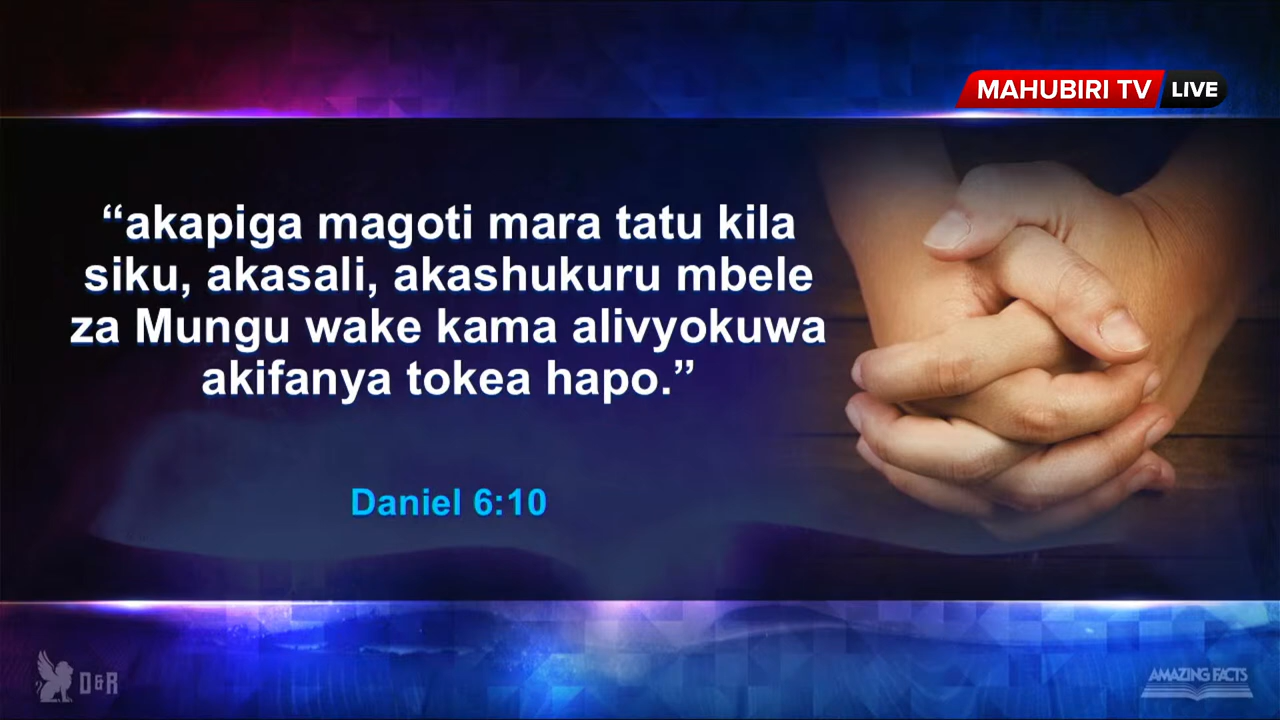 MAHUBIRI TV LIVE
“akapiga magoti mara tatu kila
siku, akasali, akashukuru mbele
za Mungu wake kama alivyokuwa
akifanya tokea hapo.”
Daniel 6:10
D&R
AMAZING FACTS